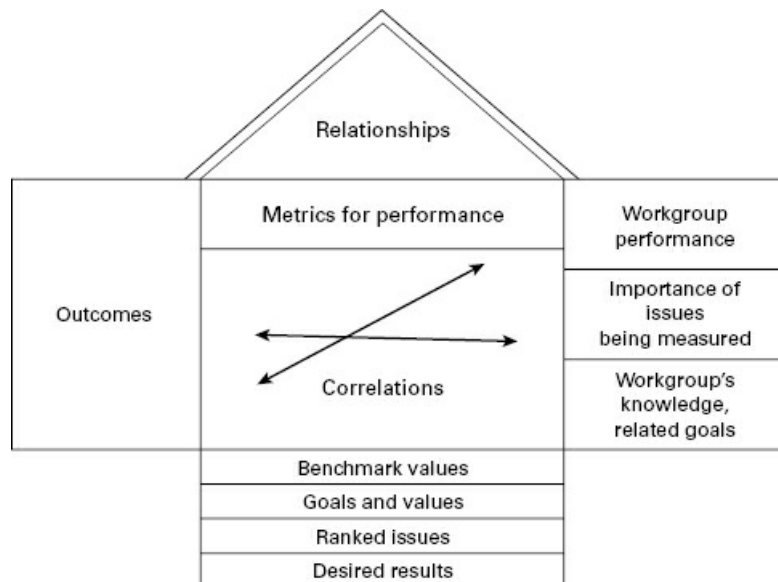 Relationships
Metrics for performance
Outcomes
Correlations
Workgroup
performance
Importance of
issues
being measured
Workgroup's
knowledge,
related goals
Benchmark values
Goals and values
Ranked issues
Desired results